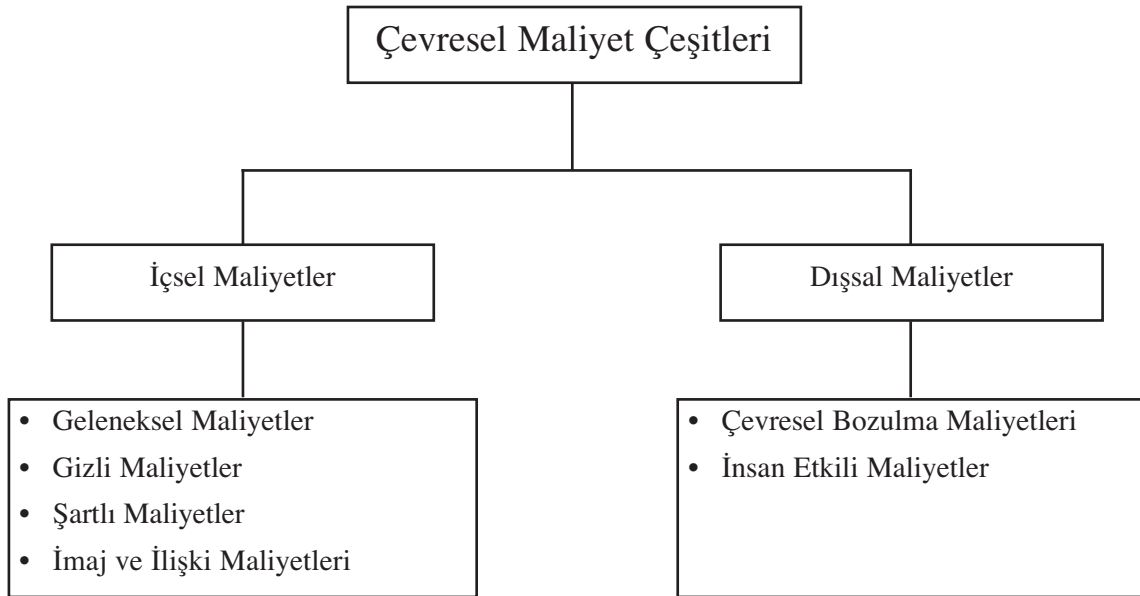 Çevresel Maliyet Çeşitleri
İçsel Maliyetler
Dışsal Maliyetler
• Geleneksel Maliyetler
• Gizli Maliyetler
• Şartlı Maliyetler
• İmaj ve İlişki Maliyetleri
• Çevresel Bozulma Maliyetleri
• İnsan Etkili Maliyetler